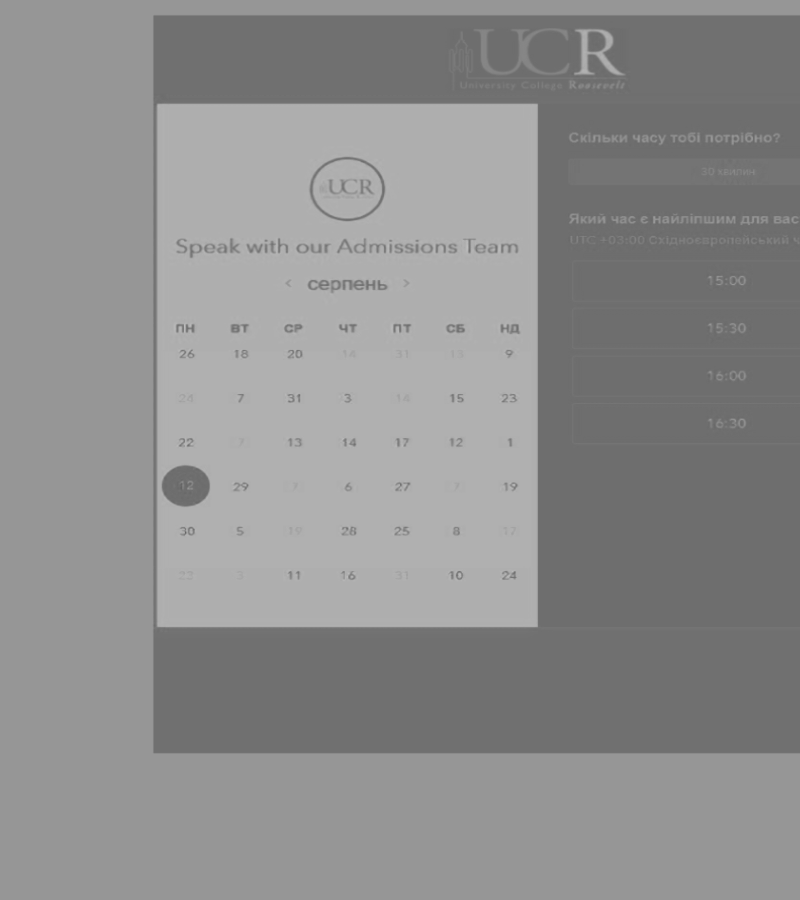 UCR
University College Roosevelt
UCR
Speak with our Admissions Team
‹ серпень ›
ПН ВТ СР ЧТ ПТ СБ НД
26 18 20 14 31 13 9
24 7 31 3 14 15 23
22 7 13 14 17 12 1
12 29 7 6 27 7 19
30 5 19 28 25 8 17
23 3 11 16 31 10 24
Скільки часу тобі потрібно?
30 хвилин
Який час є найліпшим для вас
UTC +03:00 Східноєвропейський ч
15:00
15:30
16:00
16:30